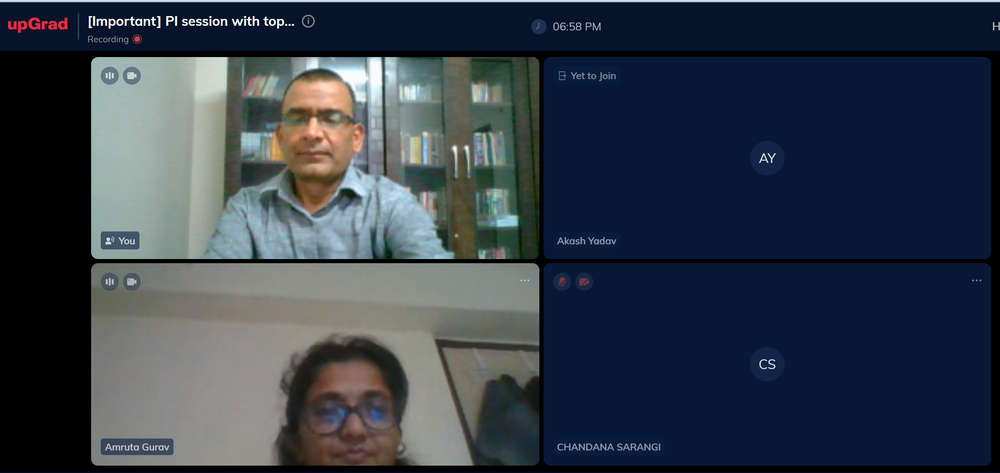 upGrad
[Important] PI session with top...
Recording
06:58 PM
H
Yet to Join
AY
You
Akash Yadav
CS
Amruta Gurav
CHANDANA SARANGI